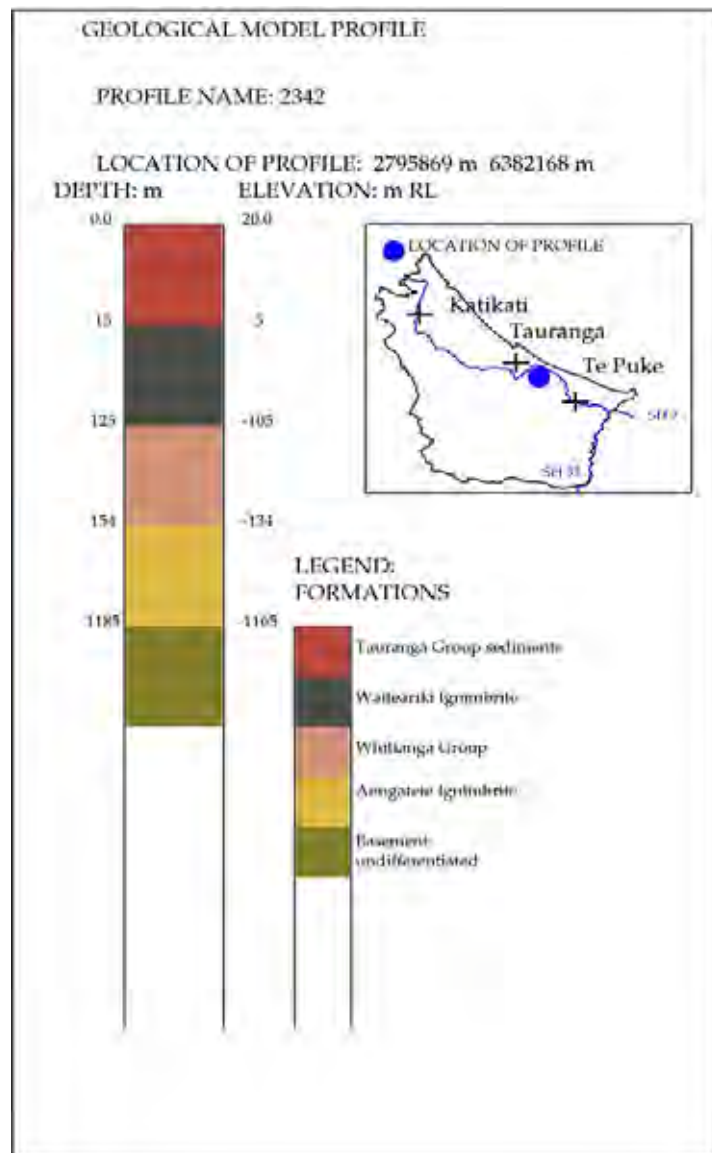 GEOLOGICAL MODEL PROFILE
PROFILE NAME: 2342
LOCATION OF PROFILE: 2795869 m 6382168 m
DEPTH: m ELEVATION: m RL
0.0 20.0
LOCATION OF PROFILE
Katikati
15 5
Tauranga
Te Puke
125 -105
SH 2
154 -134
LEGEND:
FORMATIONS
1185 -1165
Tauranga Group sediments
Waiteariki Ignimbrite
Whitianga Group
Aongatete Ignimbrite
Basement
undifferentiated